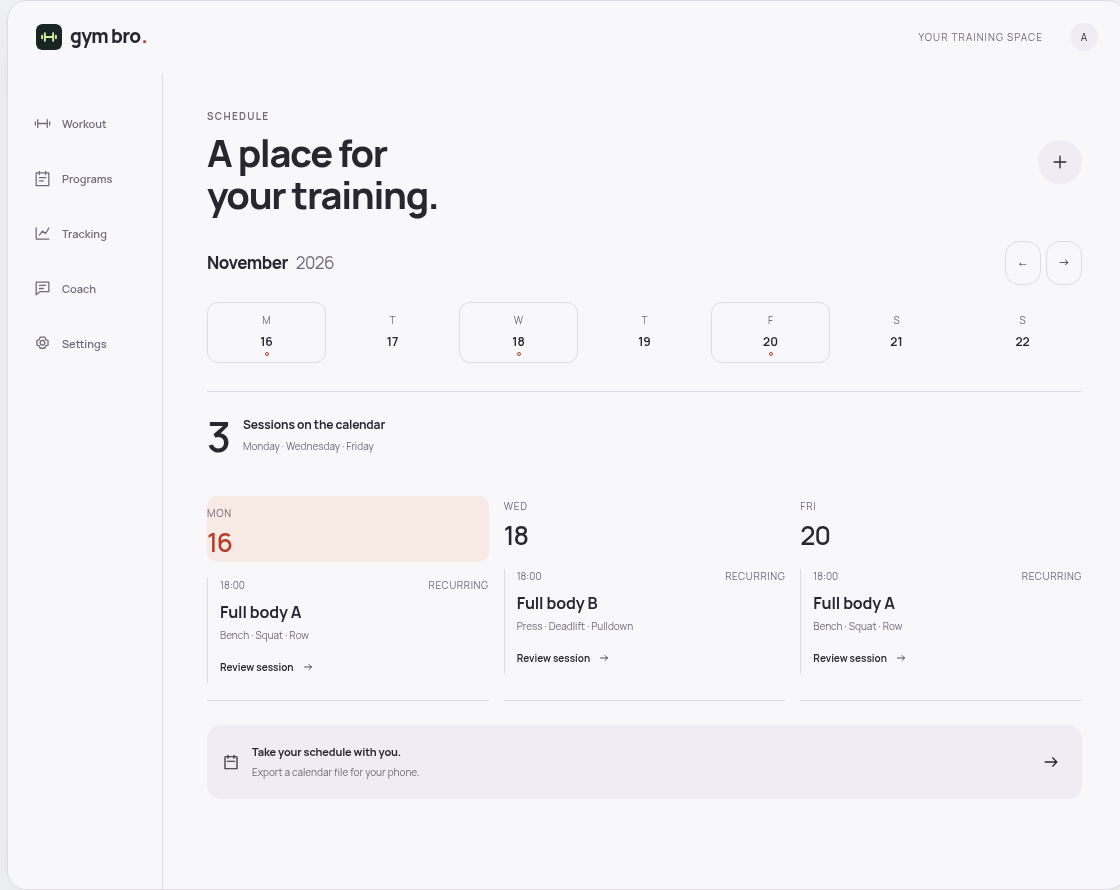 gym bro.
YOUR TRAINING SPACE
A
Workout
Programs
Tracking
Coach
Settings
SCHEDULE
A place for
your training.
November 2026
M
16
T
17
W
18
T
19
F
20
S
21
S
22
3
Sessions on the calendar
Monday · Wednesday · Friday
MON
16
18:00 RECURRING
Full body A
Bench · Squat · Row
Review session →
WED
18
18:00 RECURRING
Full body B
Press · Deadlift · Pulldown
Review session →
FRI
20
18:00 RECURRING
Full body A
Bench · Squat · Row
Review session →
Take your schedule with you.
Export a calendar file for your phone.